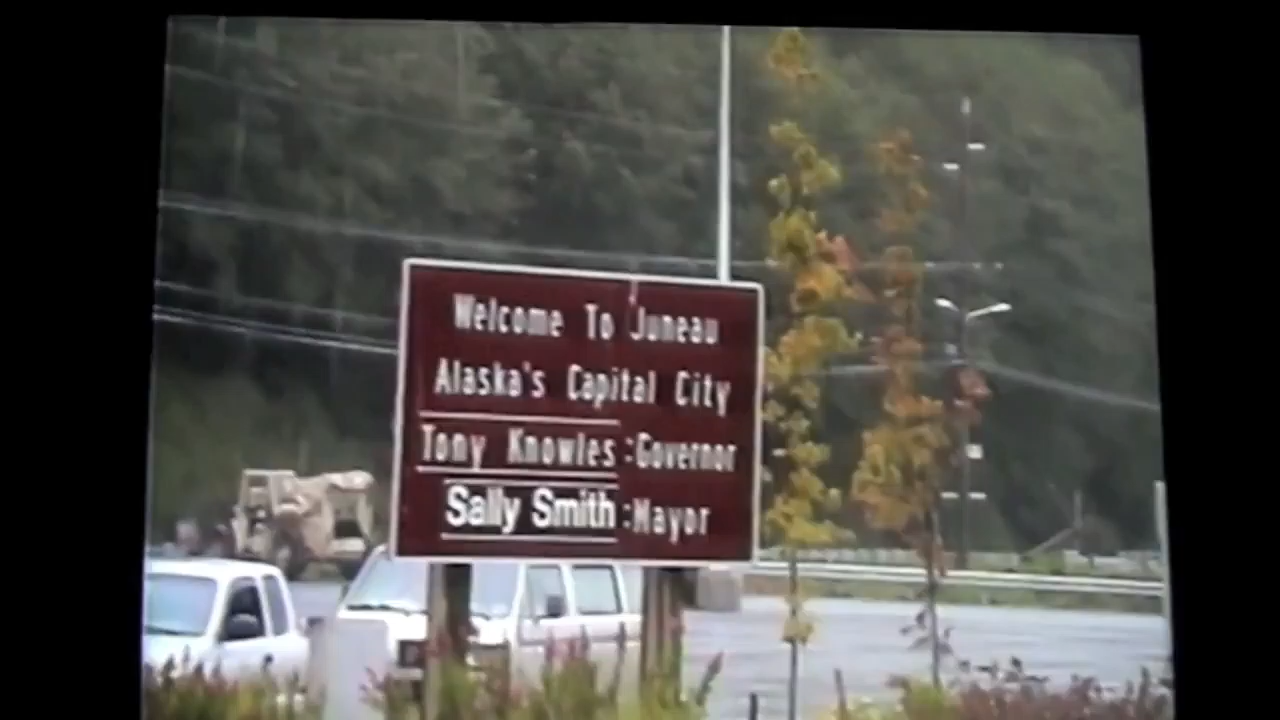 Welcome To Juneau
Alaska's Capital City
Tony Knowles :Governor
Sally Smith :Mayor